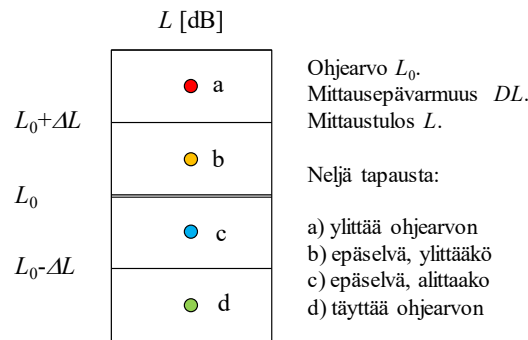 L [dB]
a
L₀+ΔL
b
L₀
c
L₀-ΔL
d
Ohjearvo L₀.
Mittausepävarmuus DL.
Mittaustulos L.
Neljä tapausta:
a) ylittää ohjearvon
b) epäselvä, ylittääkö
c) epäselvä, alittaako
d) täyttää ohjearvon